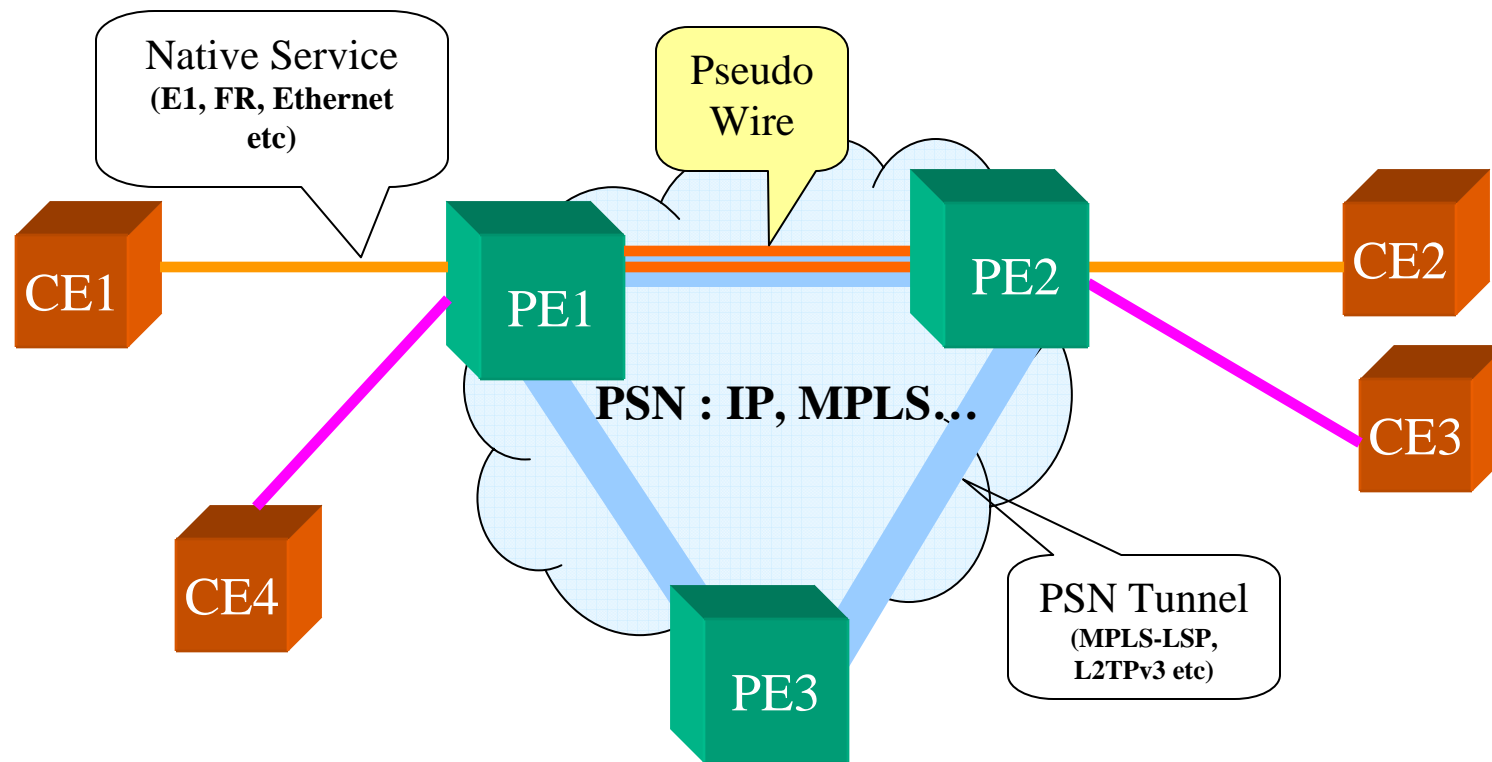 Native Service
(E1, FR, Ethernet
etc)
Pseudo
Wire
CE1
PE1
PE2
CE2
PSN : IP, MPLS...
CE3
CE4
PSN Tunnel
(MPLS-LSP,
L2TPv3 etc)
PE3